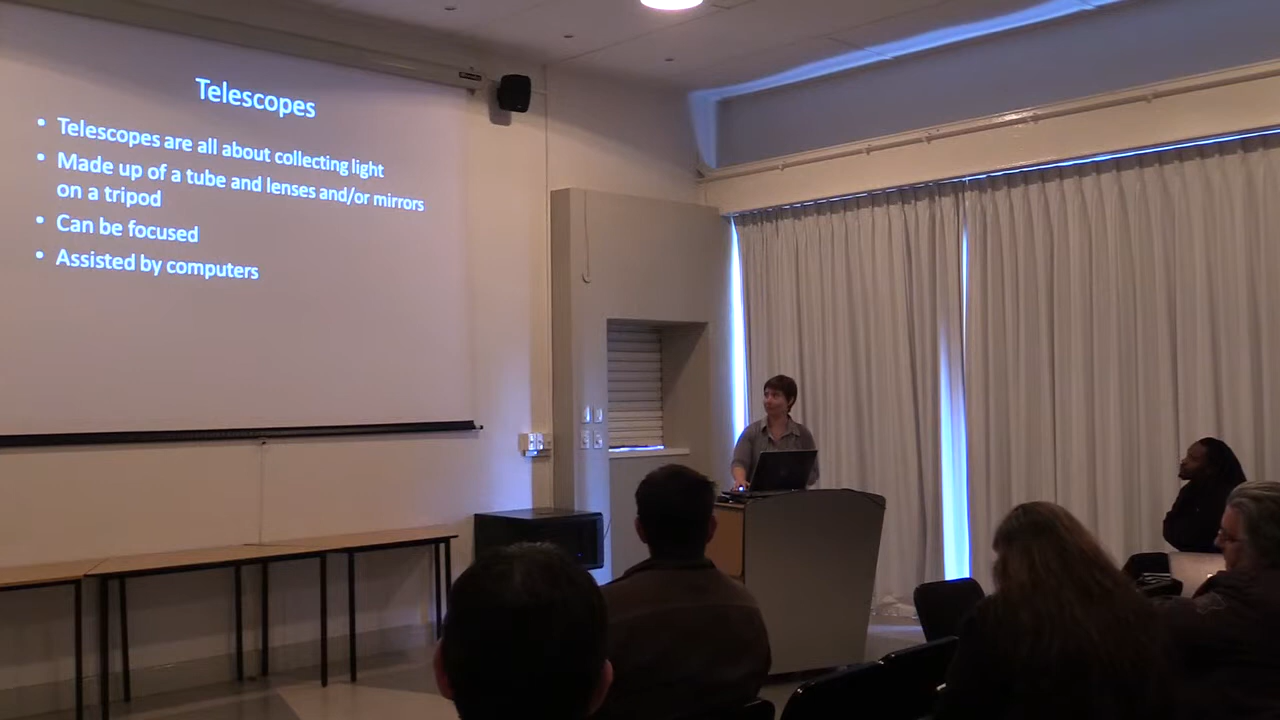 Telescopes
• Telescopes are all about collecting light
• Made up of a tube and lenses and/or mirrors
on a tripod
• Can be focused
• Assisted by computers